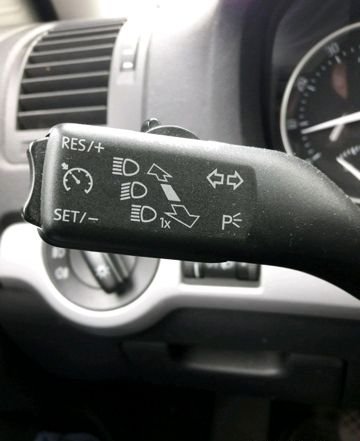 RES/+
SET/−
1x
P